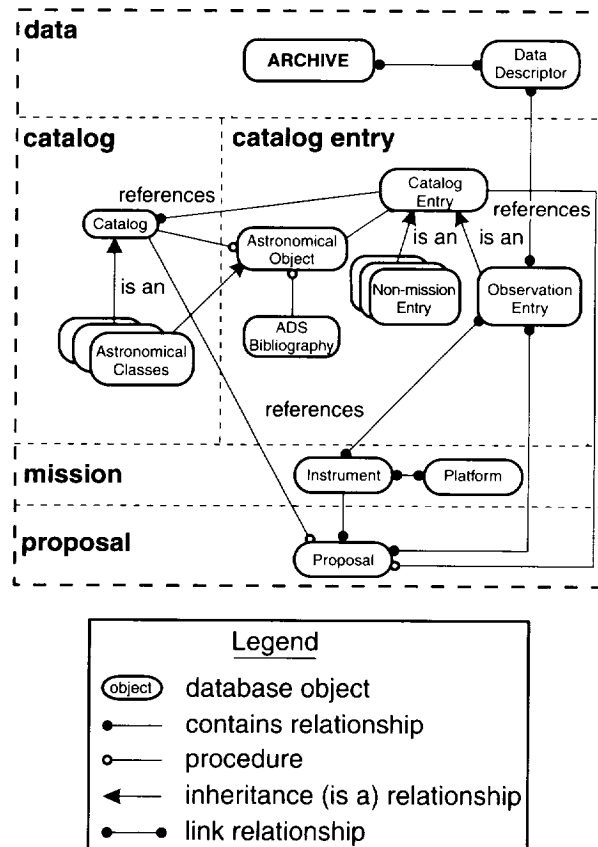 data
ARCHIVE
Data
Descriptor
catalog
catalog entry
references
Catalog
Entry
references
Catalog
Astronomical
Object
is an
is an
is an
Non-mission
Entry
Observation
Entry
ADS
Bibliography
Astronomical
Classes
references
mission
Instrument
Platform
proposal
Proposal
Legend
object
database object
contains relationship
procedure
inheritance (is a) relationship
link relationship